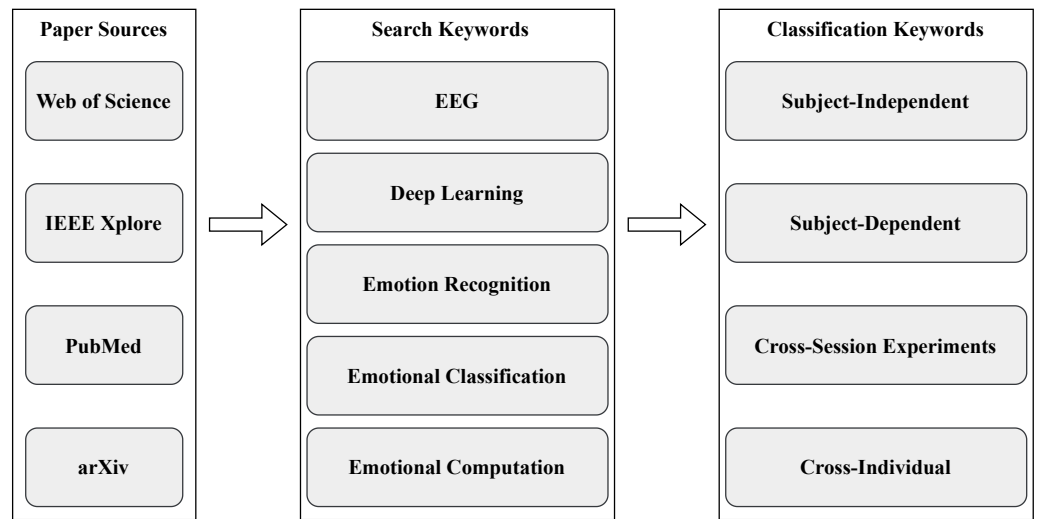 Paper Sources
Web of Science
IEEE Xplore
PubMed
arXiv
Search Keywords
EEG
Deep Learning
Emotion Recognition
Emotional Classification
Emotional Computation
Classification Keywords
Subject-Independent
Subject-Dependent
Cross-Session Experiments
Cross-Individual